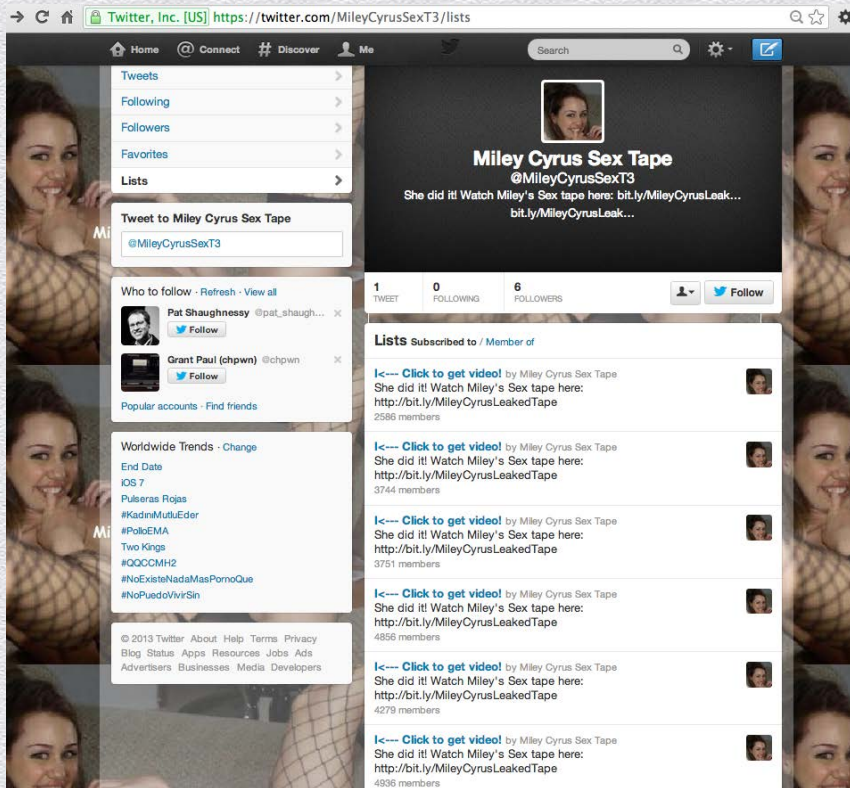 Twitter, Inc. [US] https://twitter.com/MileyCyrusSexT3/lists
Home Connect Discover Me Search
Tweets
Following
Followers
Favorites
Lists
Tweet to Miley Cyrus Sex Tape
@MileyCyrusSexT3
Who to follow · Refresh · View all
Pat Shaughnessy @pat_shaugh...
Follow
Grant Paul (chpwn) @chpwn
Follow
Popular accounts · Find friends
Worldwide Trends · Change
End Date
iOS 7
Pulseras Rojas
#KadınıMutluEder
#PolloEMA
Two Kings
#QQCCMH2
#NoExisteNadaMasPornoQue
#NoPuedoVivirSin
© 2013 Twitter About Help Terms Privacy
Blog Status Apps Resources Jobs Ads
Advertisers Businesses Media Developers
Miley Cyrus Sex Tape
@MileyCyrusSexT3
She did it! Watch Miley's Sex tape here: bit.ly/MileyCyrusLeak...
bit.ly/MileyCyrusLeak...
1 0 6
TWEET FOLLOWING FOLLOWERS
Follow
Lists Subscribed to / Member of
I<--- Click to get video! by Miley Cyrus Sex Tape
She did it! Watch Miley's Sex tape here:
http://bit.ly/MileyCyrusLeakedTape
2586 members
I<--- Click to get video! by Miley Cyrus Sex Tape
She did it! Watch Miley's Sex tape here:
http://bit.ly/MileyCyrusLeakedTape
3744 members
I<--- Click to get video! by Miley Cyrus Sex Tape
She did it! Watch Miley's Sex tape here:
http://bit.ly/MileyCyrusLeakedTape
3751 members
I<--- Click to get video! by Miley Cyrus Sex Tape
She did it! Watch Miley's Sex tape here:
http://bit.ly/MileyCyrusLeakedTape
4856 members
I<--- Click to get video! by Miley Cyrus Sex Tape
She did it! Watch Miley's Sex tape here:
http://bit.ly/MileyCyrusLeakedTape
4279 members
I<--- Click to get video! by Miley Cyrus Sex Tape
She did it! Watch Miley's Sex tape here:
http://bit.ly/MileyCyrusLeakedTape
4936 members